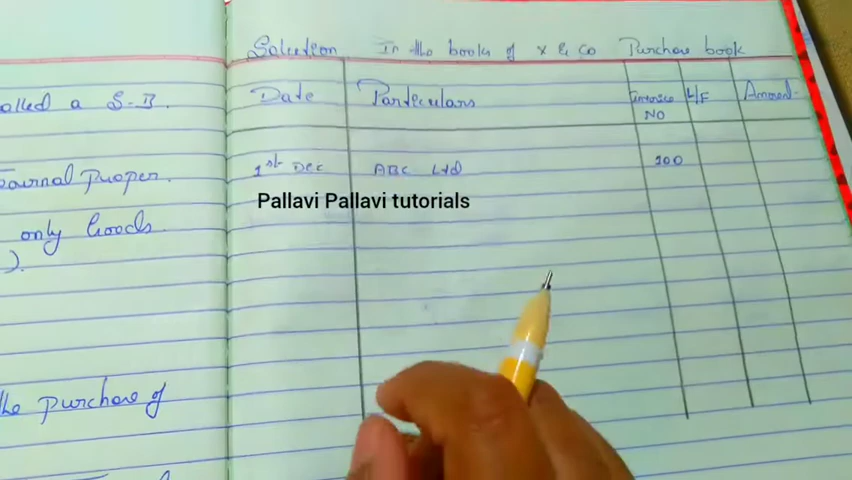 Solution In the books of X & Co Purchase book
Date Particulars Invoice No L/F Amount
1st Dec ABC Ltd 100
Pallavi Pallavi tutorials
alled a S-B.
ournal Proper.
only Goods
).
the purchase of